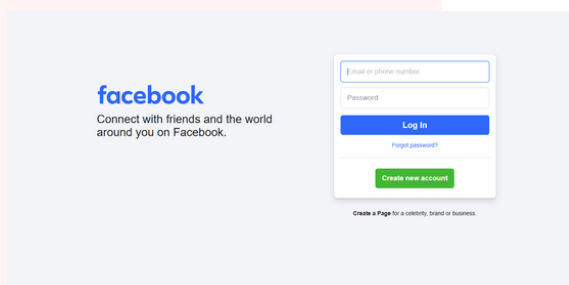 facebook
Connect with friends and the world
around you on Facebook.
Email or phone number
Password
Log In
Forgot password?
Create new account
Create a Page for a celebrity, brand or business.